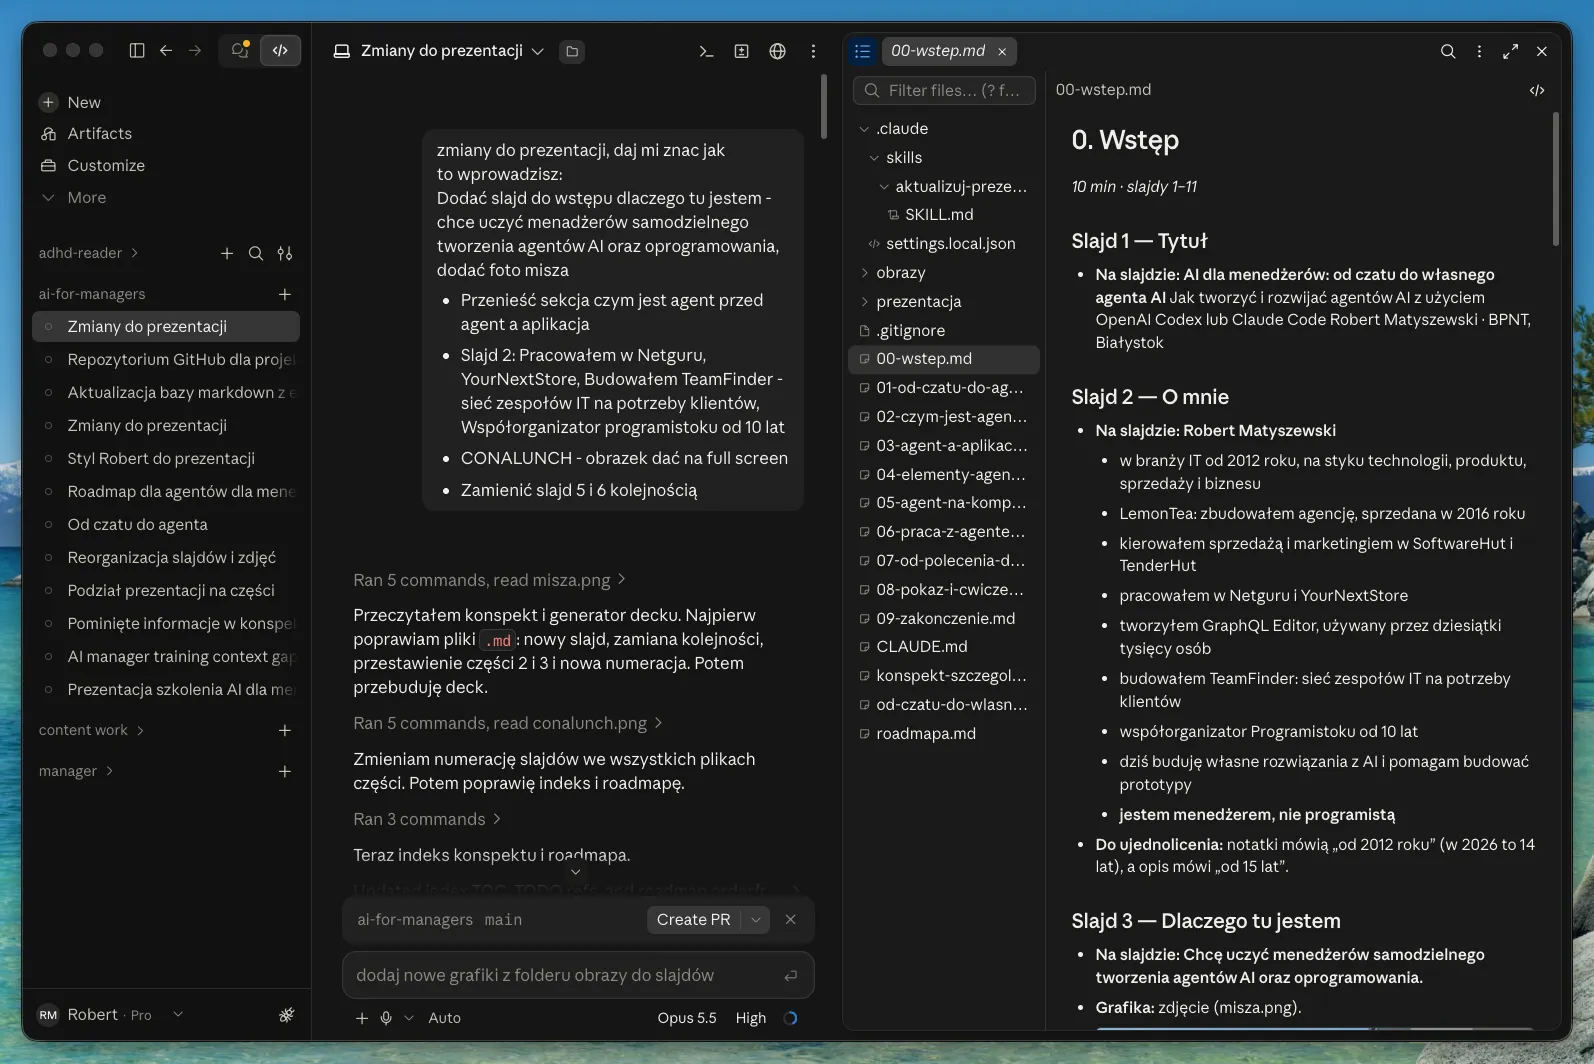 New
Artifacts
Customize
More
adhd-reader
ai-for-managers
Zmiany do prezentacji
Repozytorium GitHub dla
Aktualizacja bazy markdown z
Zmiany do prezentacji
Styl Robert do prezentacji
Roadmap dla agentów dla
Od czatu do agenta
Reorganizacja slajdów i zdjęć
Podział prezentacji na części
Pominięte informacje w
AI manager training context
Prezentacja szkolenia AI dla
content work
manager
RM Robert · Pro
Zmiany do prezentacji
zmiany do prezentacji, daj mi znac jak
to wprowadzisz:
Dodać slajd do wstępu dlaczego tu jestem -
chce uczyć menadżerów samodzielnego
tworzenia agentów AI oraz oprogramowania,
dodać foto misza
• Przenieść sekcja czym jest agent przed
agent a aplikacja
• Slajd 2: Pracowałem w Netguru,
YourNextStore, Budowałem TeamFinder -
sieć zespołów IT na potrzeby klientów,
Współorganizator programistoku od 10 lat
• CONALUNCH - obrazek dać na full screen
• Zamienić slajd 5 i 6 kolejnością
Ran 5 commands, read misza.png
Przeczytałem konspekt i generator decku. Najpierw
poprawiam pliki .md: nowy slajd, zamiana kolejności,
przestawienie części 2 i 3 i nowa numeracja. Potem
przebuduję deck.
Ran 5 commands, read conalunch.png
Zmieniam numerację slajdów we wszystkich plikach
części. Potem poprawię indeks i roadmapę.
Ran 3 commands
Teraz indeks konspektu i roadmapa.
Updated index TOC, TODO refs, and roadmap
ai-for-managers main
Create PR
dodaj nowe grafiki z folderu obrazy do slajdów
Auto
Opus 5.5 High
00-wstep.md
Filter files... (? f...
.claude
skills
aktualizuj-preze...
SKILL.md
settings.local.json
obrazy
prezentacja
.gitignore
00-wstep.md
01-od-czatu-do-ag...
02-czym-jest-agen...
03-agent-a-aplikac...
04-elementy-agen...
05-agent-na-komp...
06-praca-z-agente...
07-od-polecenia-d...
08-pokaz-i-cwicze...
09-zakonczenie.md
CLAUDE.md
konspekt-szczegol...
od-czatu-do-wlasn...
roadmapa.md
00-wstep.md
0. Wstęp
10 min · slajdy 1–11
Slajd 1 — Tytuł
• Na slajdzie: AI dla menedżerów: od czatu do własnego
agenta AI Jak tworzyć i rozwijać agentów AI z użyciem
OpenAI Codex lub Claude Code Robert Matyszewski · BPNT,
Białystok
Slajd 2 — O mnie
• Na slajdzie: Robert Matyszewski
• w branży IT od 2012 roku, na styku technologii, produktu,
sprzedaży i biznesu
• LemonTea: zbudowałem agencję, sprzedana w 2016 roku
• kierowałem sprzedażą i marketingiem w SoftwareHut i
TenderHut
• pracowałem w Netguru i YourNextStore
• tworzyłem GraphQL Editor, używany przez dziesiątki
tysięcy osób
• budowałem TeamFinder: sieć zespołów IT na potrzeby
klientów
• współorganizator Programistoku od 10 lat
• dziś buduję własne rozwiązania z AI i pomagam budować
prototypy
• jestem menedżerem, nie programistą
• Do ujednolicenia: notatki mówią „od 2012 roku” (w 2026 to 14
lat), a opis mówi „od 15 lat”.
Slajd 3 — Dlaczego tu jestem
• Na slajdzie: Chcę uczyć menedżerów samodzielnego
tworzenia agentów AI oraz oprogramowania.
• Grafika: zdjęcie (misza.png).